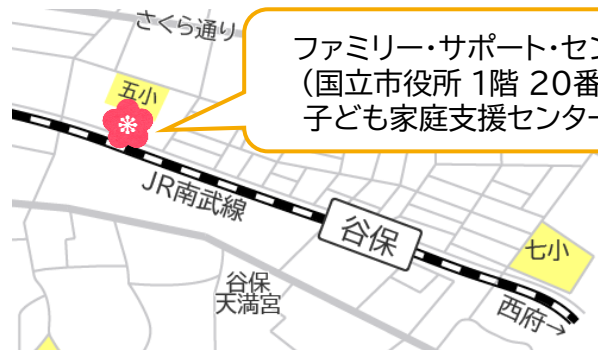 さくら通り
ファミリー・サポート・セン
（国立市役所 1階 20番
子ども家庭支援センター
五小
JR南武線
谷保
七小
谷保
天満宮
西府→